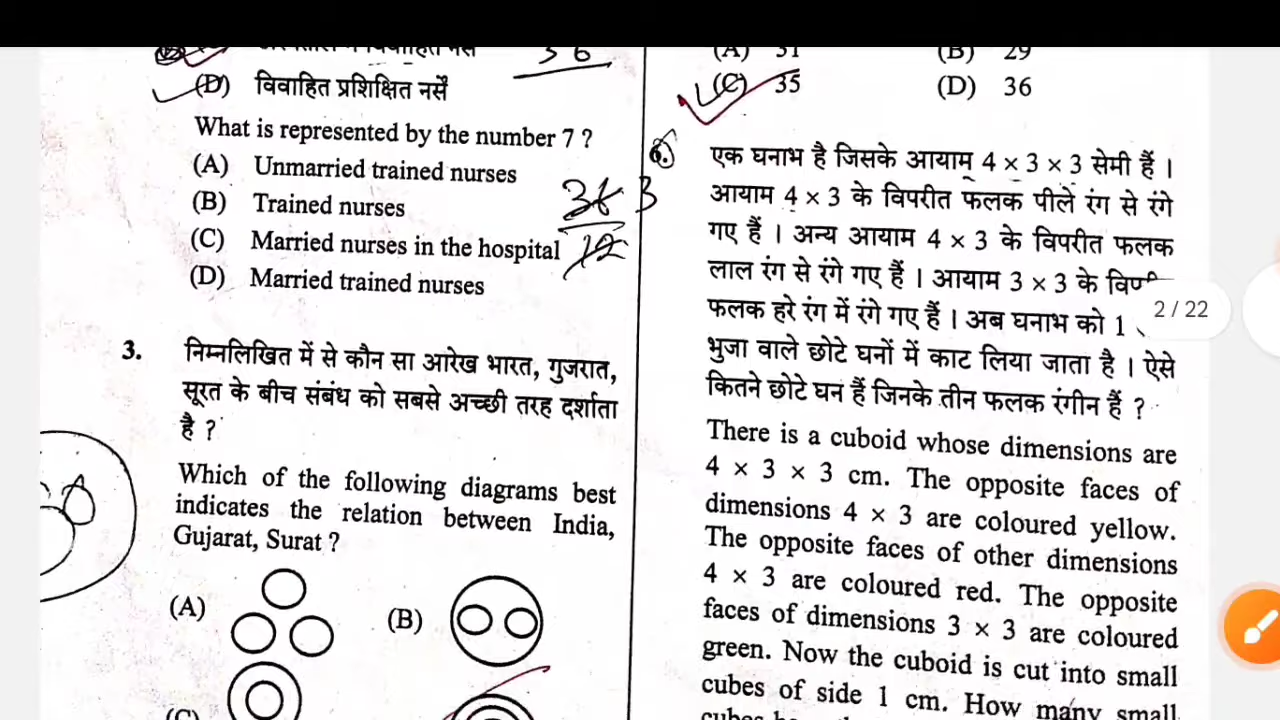 (D) विवाहित प्रशिक्षित नर्सें
What is represented by the number 7 ?
(A) Unmarried trained nurses
(B) Trained nurses
(C) Married nurses in the hospital
(D) Married trained nurses
3. निम्नलिखित में से कौन सा आरेख भारत, गुजरात,
सूरत के बीच संबंध को सबसे अच्छी तरह दर्शाता
है ?
Which of the following diagrams best
indicates the relation between India,
Gujarat, Surat ?
(A)
(B)
(C)
36
36 3
12
(A) 31 (B) 29
(C) 35 (D) 36
6. एक घनाभ है जिसके आयाम 4 × 3 × 3 सेमी हैं ।
आयाम 4 × 3 के विपरीत फलक पीले रंग से रंगे
गए हैं । अन्य आयाम 4 × 3 के विपरीत फलक
लाल रंग से रंगे गए हैं । आयाम 3 × 3 के
फलक हरे रंग में रंगे गए हैं । अब घनाभ को 1
भुजा वाले छोटे घनों में काट लिया जाता है । ऐसे
कितने छोटे घन हैं जिनके तीन फलक रंगीन हैं ?
There is a cuboid whose dimensions are
4 × 3 × 3 cm. The opposite faces of
dimensions 4 × 3 are coloured yellow.
The opposite faces of other dimensions
4 × 3 are coloured red. The opposite
faces of dimensions 3 × 3 are coloured
green. Now the cuboid is cut into small
cubes of side 1 cm. How many small
2 / 22